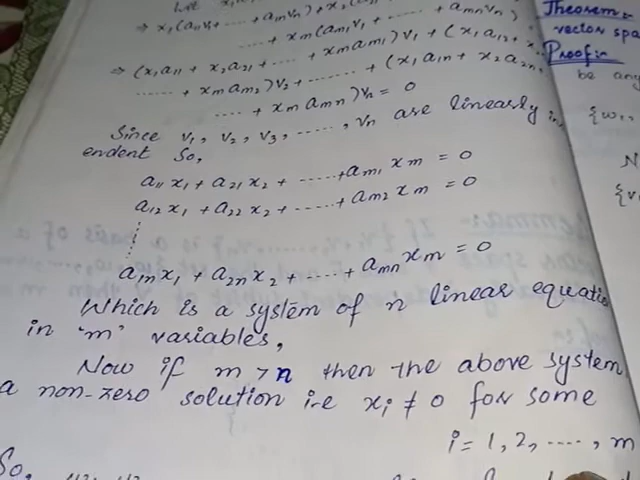 ⇒ x₁(a₁₁v₁ + ..... + a₁ₙvₙ) + x₂(
..... + xₘ(aₘ₁v₁ + ..... + aₘₙvₙ)
⇒ (x₁a₁₁ + x₂a₂₁ + ..... + xₘaₘ₁)v₁ + (x₁a₁₂ +
...... + xₘaₘ₂)v₂ + ....... + (x₁a₁ₙ + x₂a₂ₙ
..... + xₘaₘₙ)vₙ = 0
Since v₁, v₂, v₃, ....., vₙ are linearly in
endent So,
a₁₁x₁ + a₂₁x₂ + ..... + aₘ₁xₘ = 0
a₁₂x₁ + a₂₂x₂ + ..... + aₘ₂xₘ = 0
a₁ₙx₁ + a₂ₙx₂ + ..... + aₘₙxₘ = 0
Which is a system of n linear equatio
in 'm' variables,
Now if m > n then the above system
a non-zero solution i.e xᵢ ≠ 0 for some
i = 1, 2, ...., m
So,
Theorem:-
vector spa
Proof:-
be any
{w₁,
N
{v